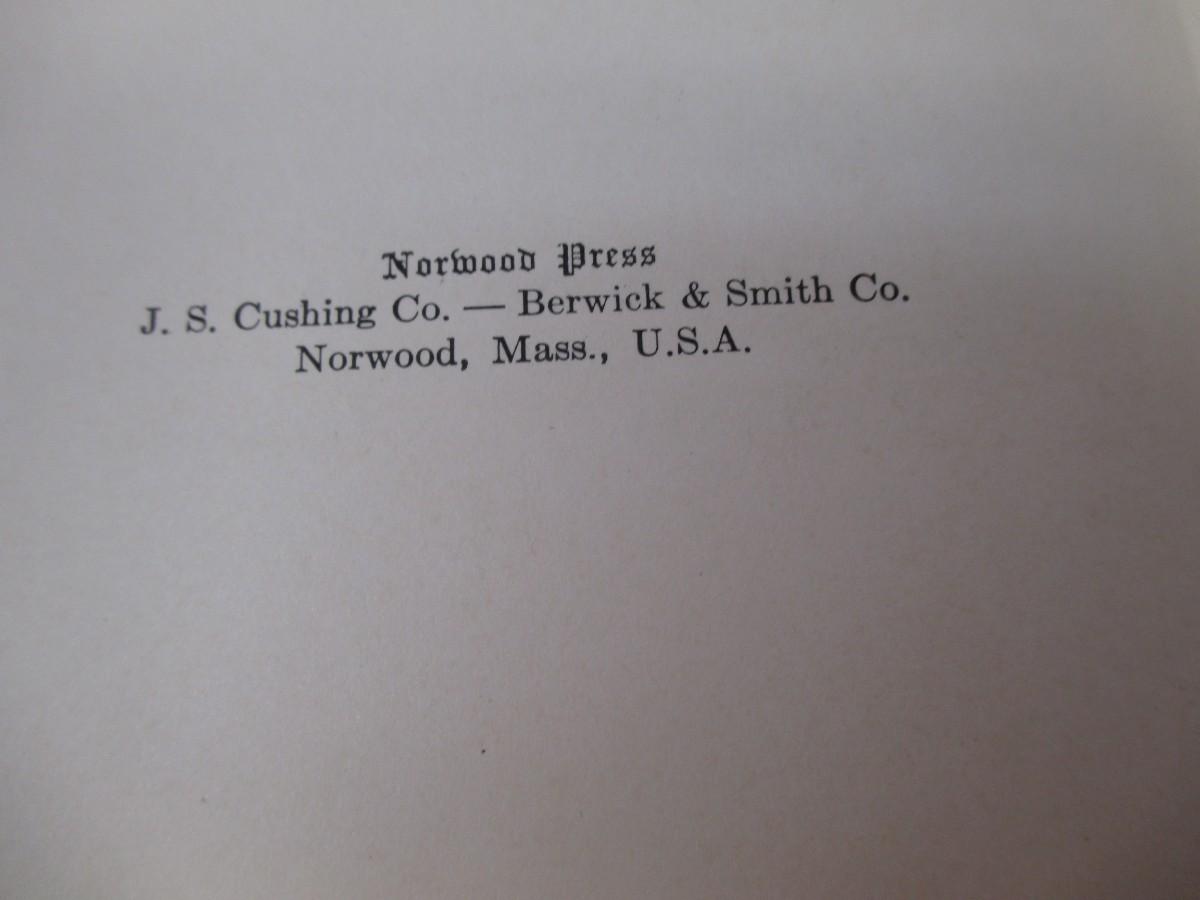 Norwood Press
J. S. Cushing Co. — Berwick & Smith Co.
Norwood, Mass., U.S.A.